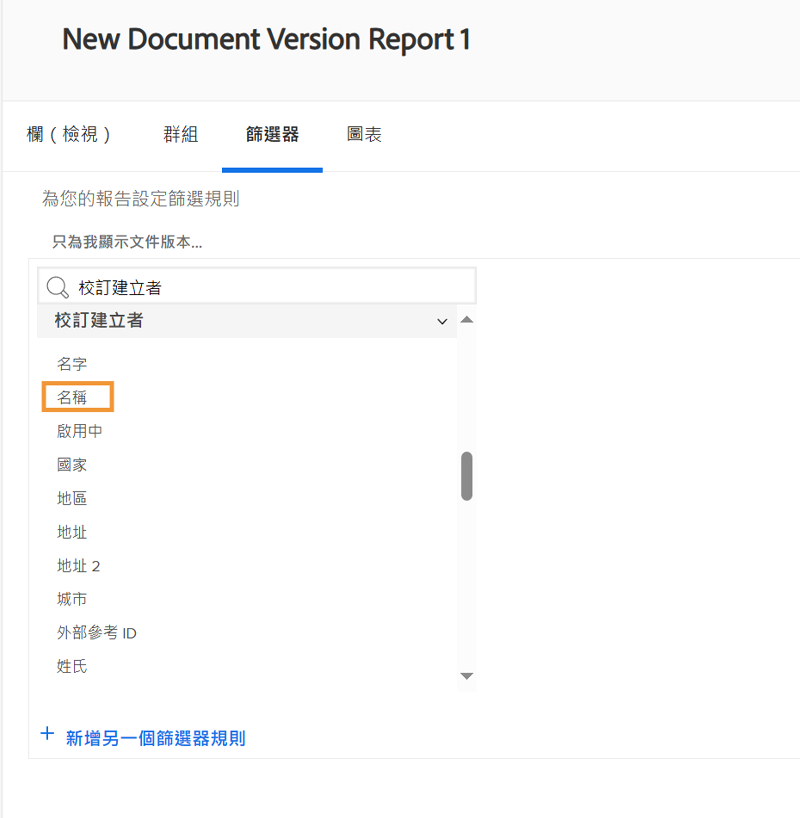 New Document Version Report 1
欄（檢視） 群組 篩選器 圖表
為您的報告設定篩選規則
只為我顯示文件版本...
校訂建立者
校訂建立者
名字
名稱
啟用中
國家
地區
地址
地址 2
城市
外部參考 ID
姓氏
+ 新增另一個篩選器規則